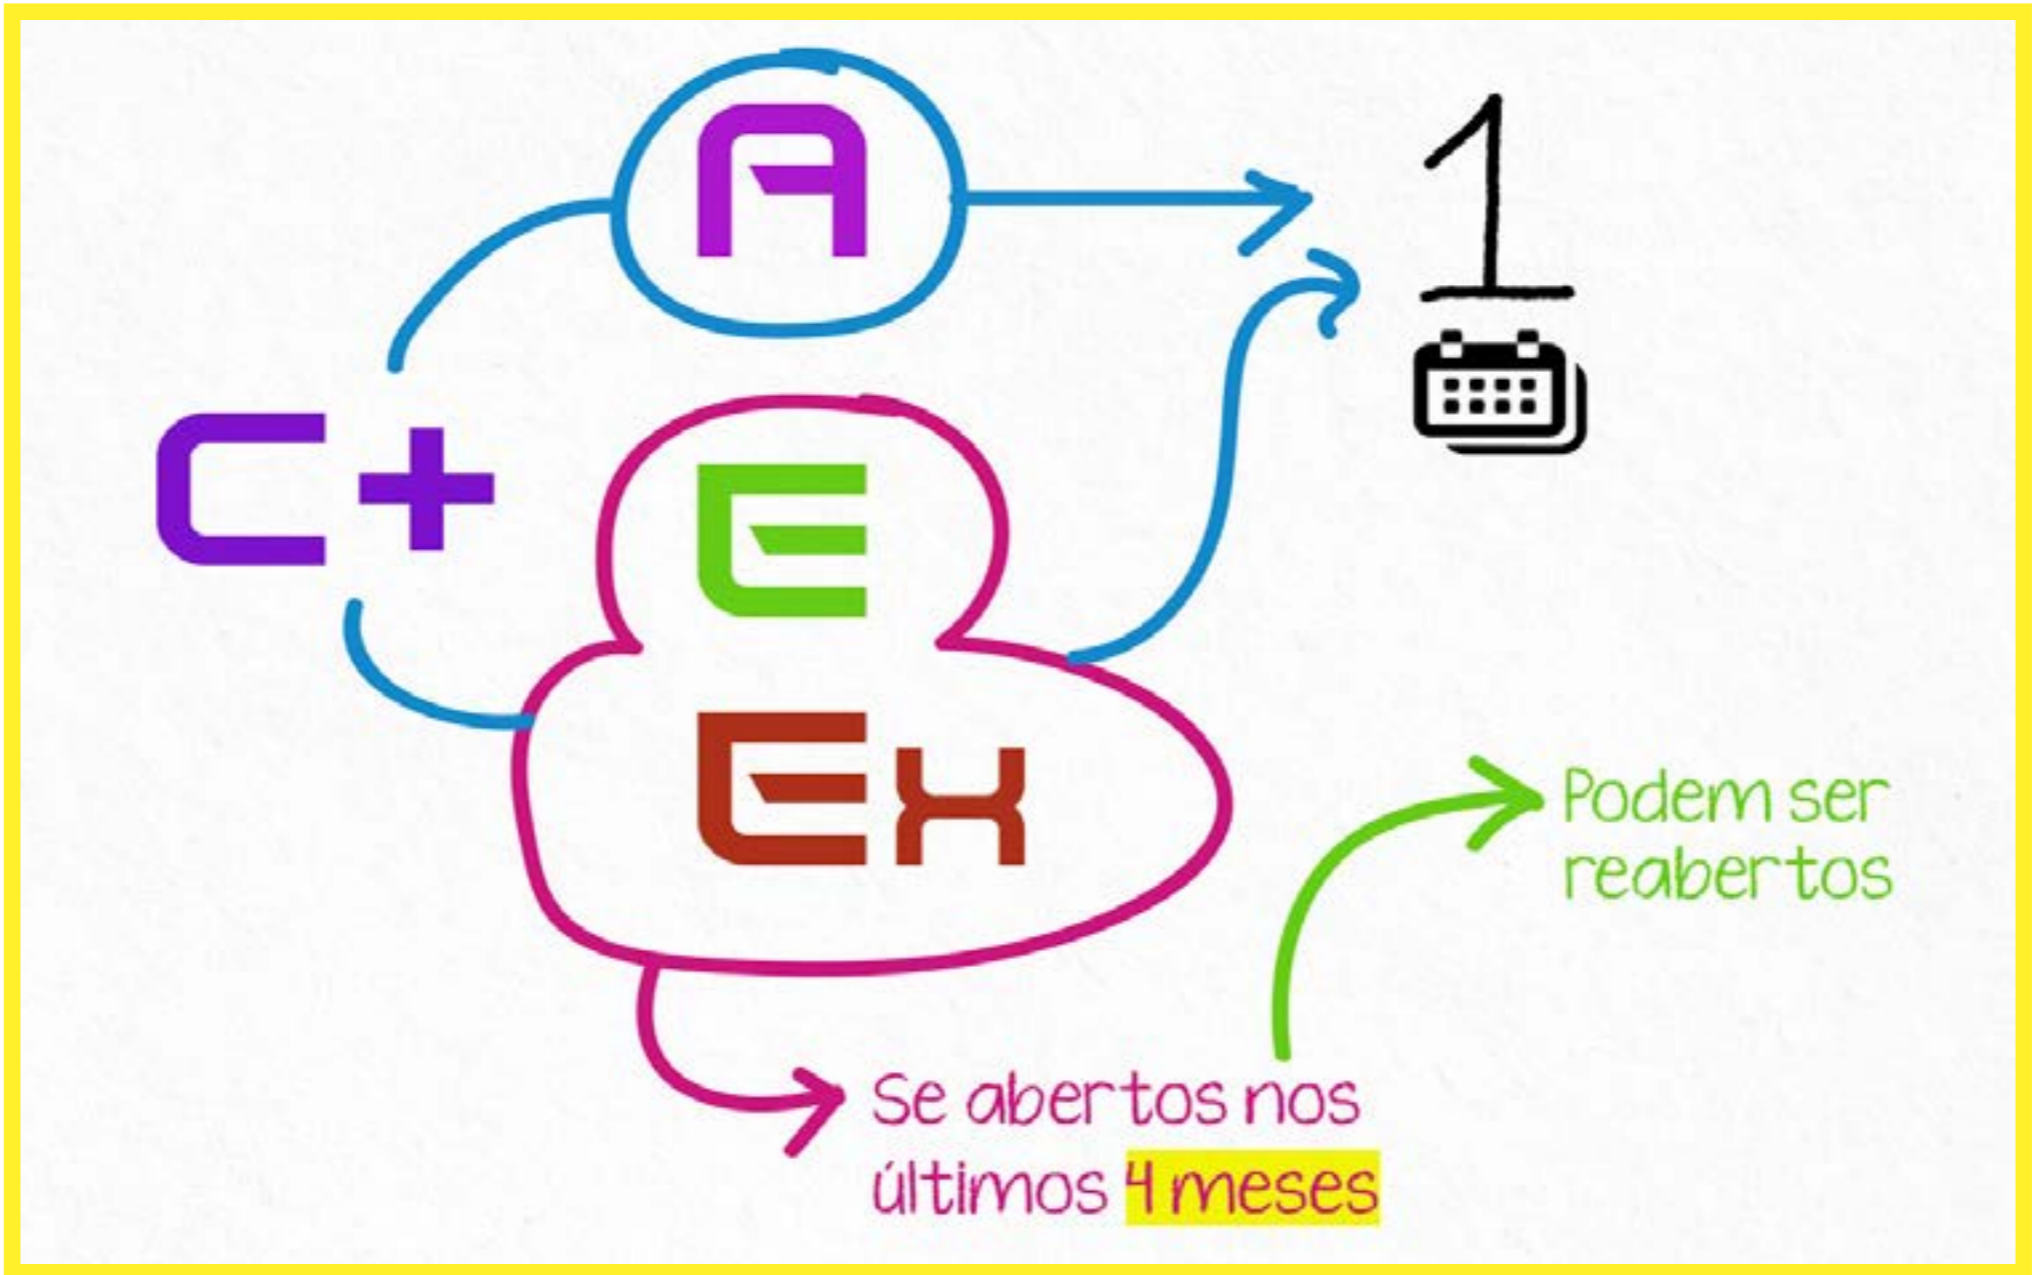 A
1
C+
E
Ex
Podem ser
reabertos
Se abertos nos
últimos 4 meses